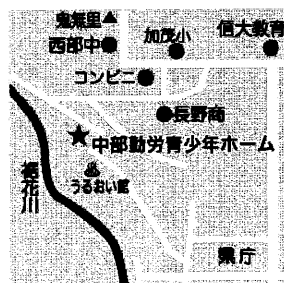 鬼無里▲
西部中
加茂小
信大教育
コンビニ
長野商
★中部勤労青少年ホーム
うるおい館
裾花川
県庁